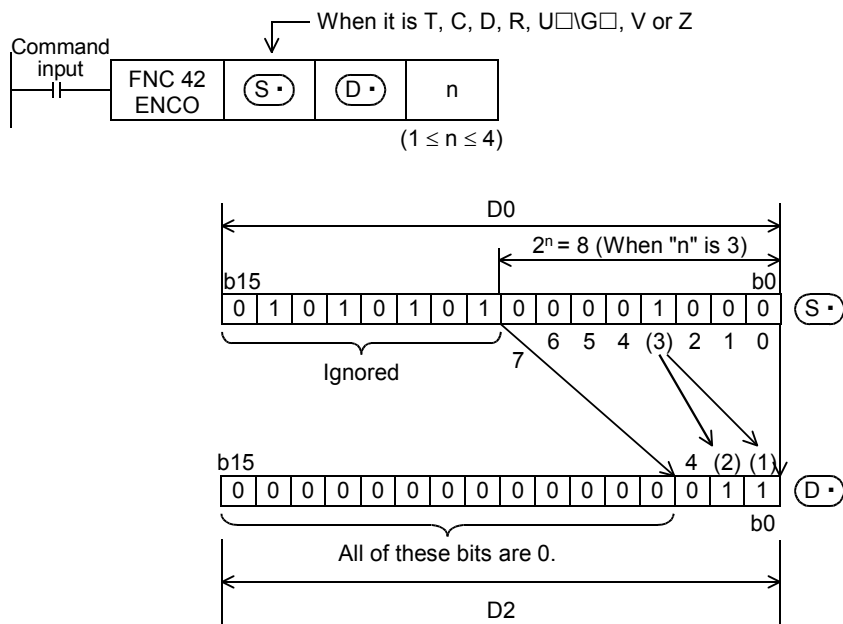 When it is T, C, D, R, U□\G□, V or Z
Command
input
FNC 42
ENCO
S・
D・
n
(1 ≤ n ≤ 4)
D0
2ⁿ = 8 (When "n" is 3)
b15
b0
0 1 0 1 0 1 0 1 0 0 0 0 1 0 0 0
S・
7 6 5 4 (3) 2 1 0
Ignored
b15
4 (2) (1)
0 0 0 0 0 0 0 0 0 0 0 0 0 0 1 1
D・
b0
All of these bits are 0.
D2